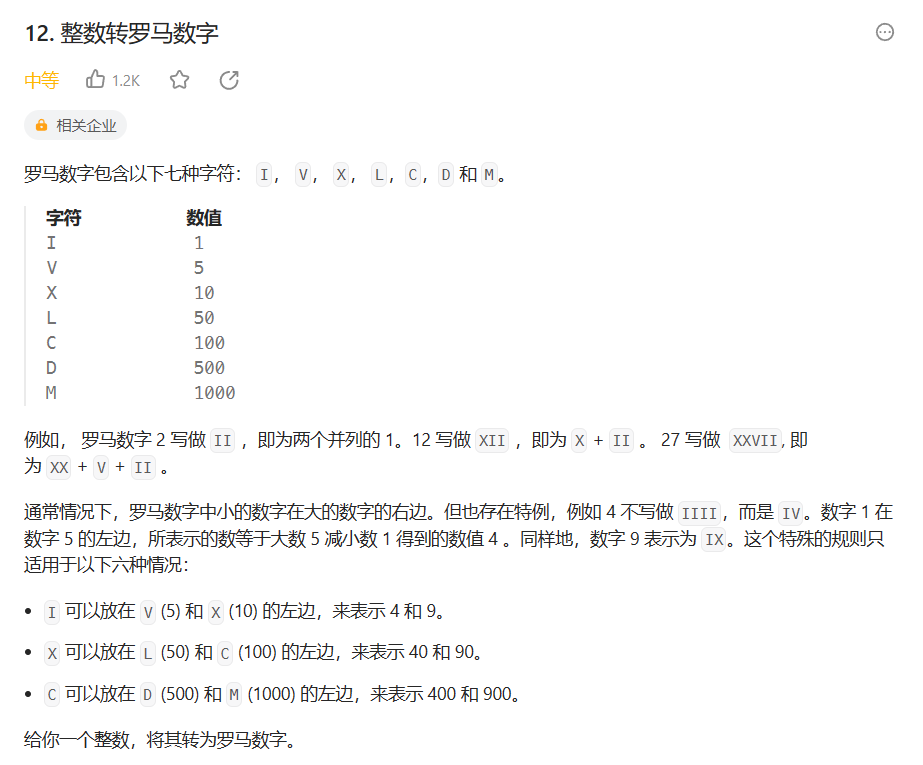 12. 整数转罗马数字
中等 1.2K
相关企业
罗马数字包含以下七种字符： I， V， X， L，C，D 和 M。
字符 数值
I 1
V 5
X 10
L 50
C 100
D 500
M 1000
例如， 罗马数字 2 写做 II ，即为两个并列的 1。12 写做 XII ，即为 X + II 。 27 写做 XXVII, 即
为 XX + V + II 。
通常情况下，罗马数字中小的数字在大的数字的右边。但也存在特例，例如 4 不写做 IIII，而是 IV。数字 1 在
数字 5 的左边，所表示的数等于大数 5 减小数 1 得到的数值 4 。同样地，数字 9 表示为 IX。这个特殊的规则只
适用于以下六种情况：
• I 可以放在 V (5) 和 X (10) 的左边，来表示 4 和 9。
• X 可以放在 L (50) 和 C (100) 的左边，来表示 40 和 90。
• C 可以放在 D (500) 和 M (1000) 的左边，来表示 400 和 900。
给你一个整数，将其转为罗马数字。